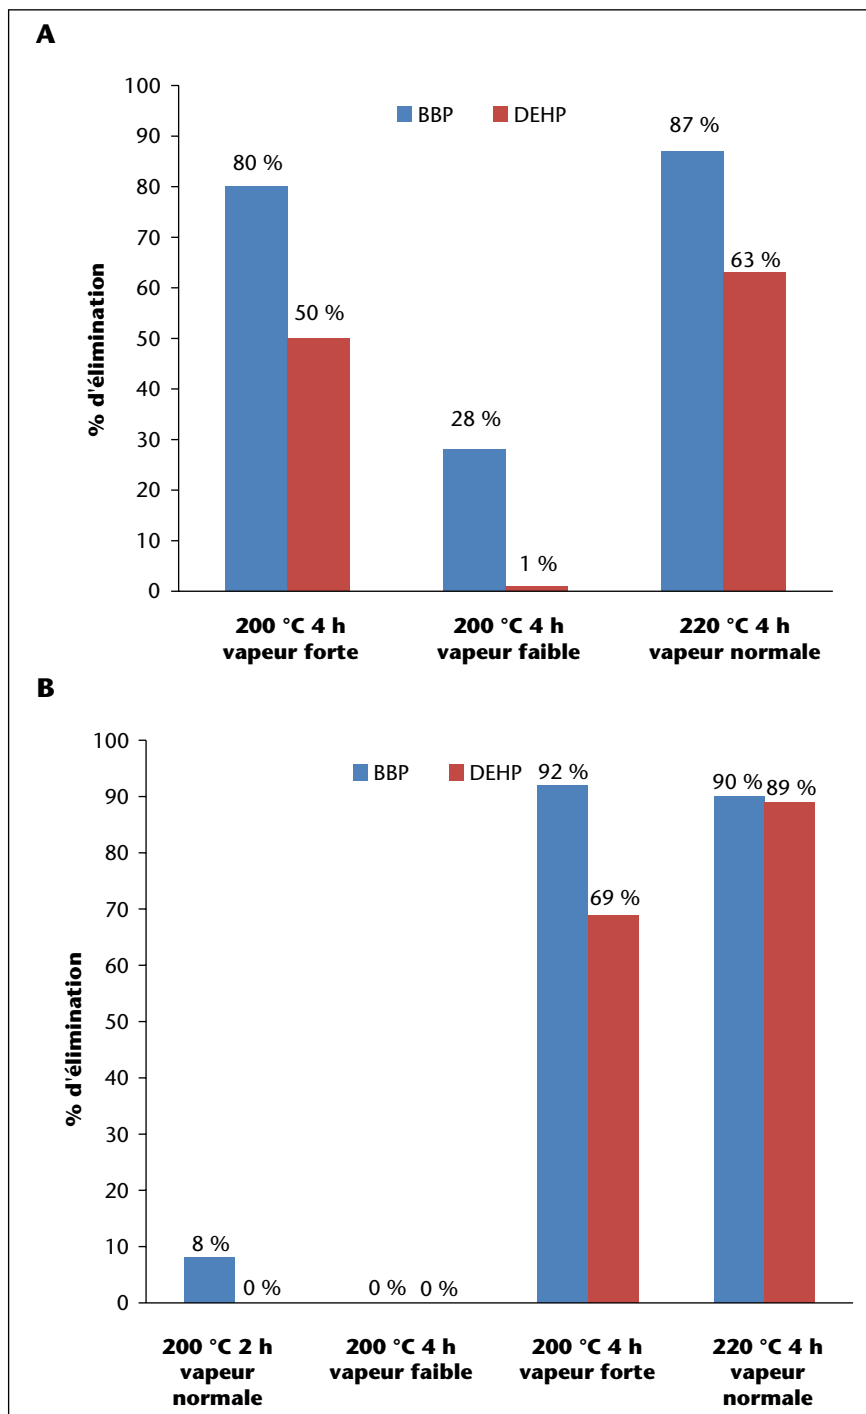 A
100
90
80
70
60
50
40
30
20
10
0
% d'élimination
BBP DEHP
80 %
50 %
28 %
1 %
87 %
63 %
200 °C 4 h
vapeur forte
200 °C 4 h
vapeur faible
220 °C 4 h
vapeur normale
B
100
90
80
70
60
50
40
30
20
10
0
% d'élimination
BBP DEHP
8 %
0 %
0 %
0 %
92 %
69 %
90 %
89 %
200 °C 2 h
vapeur
normale
200 °C 4 h
vapeur faible
200 °C 4 h
vapeur forte
220 °C 4 h
vapeur
normale